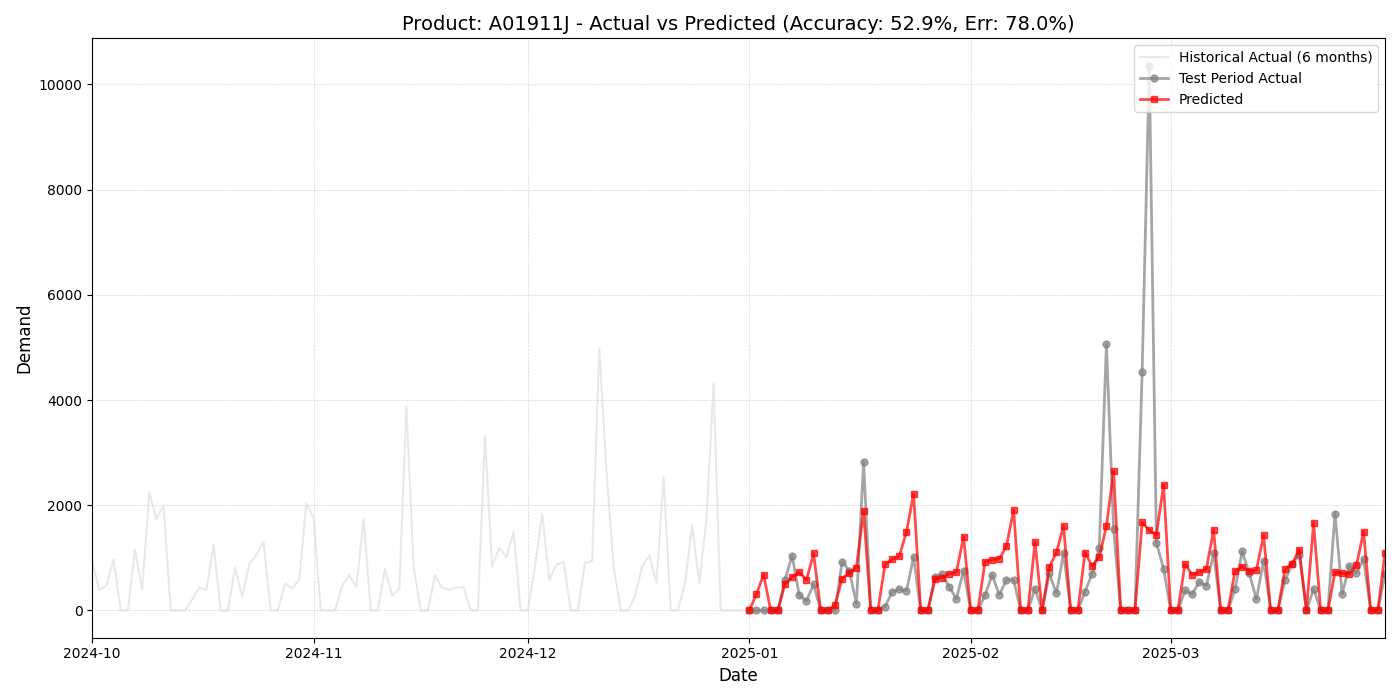 Product: A01911J - Actual vs Predicted (Accuracy: 52.9%, Err: 78.0%)
Historical Actual (6 months)
Test Period Actual
Predicted
Demand
10000
8000
6000
4000
2000
0
2024-10
2024-11
2024-12
2025-01
2025-02
2025-03
Date